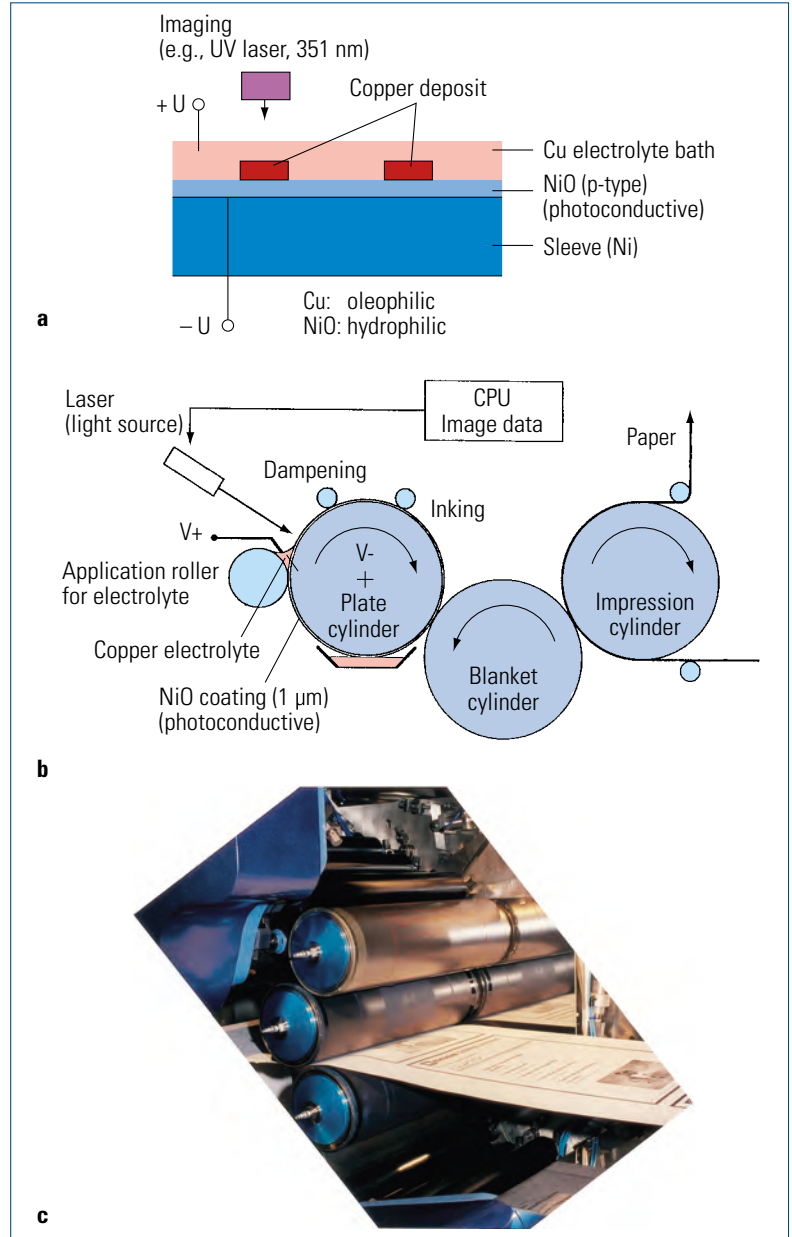 Imaging
(e.g., UV laser, 351 nm)
+ U
Copper deposit
Cu electrolyte bath
NiO (p-type)
(photoconductive)
Sleeve (Ni)
Cu: oleophilic
NiO: hydrophilic
– U
a
Laser
(light source)
CPU
Image data
Paper
Dampening
Inking
V+
V-
+
Plate
cylinder
Application roller
for electrolyte
Impression
cylinder
Copper electrolyte
Blanket
cylinder
NiO coating (1 µm)
(photoconductive)
b
c